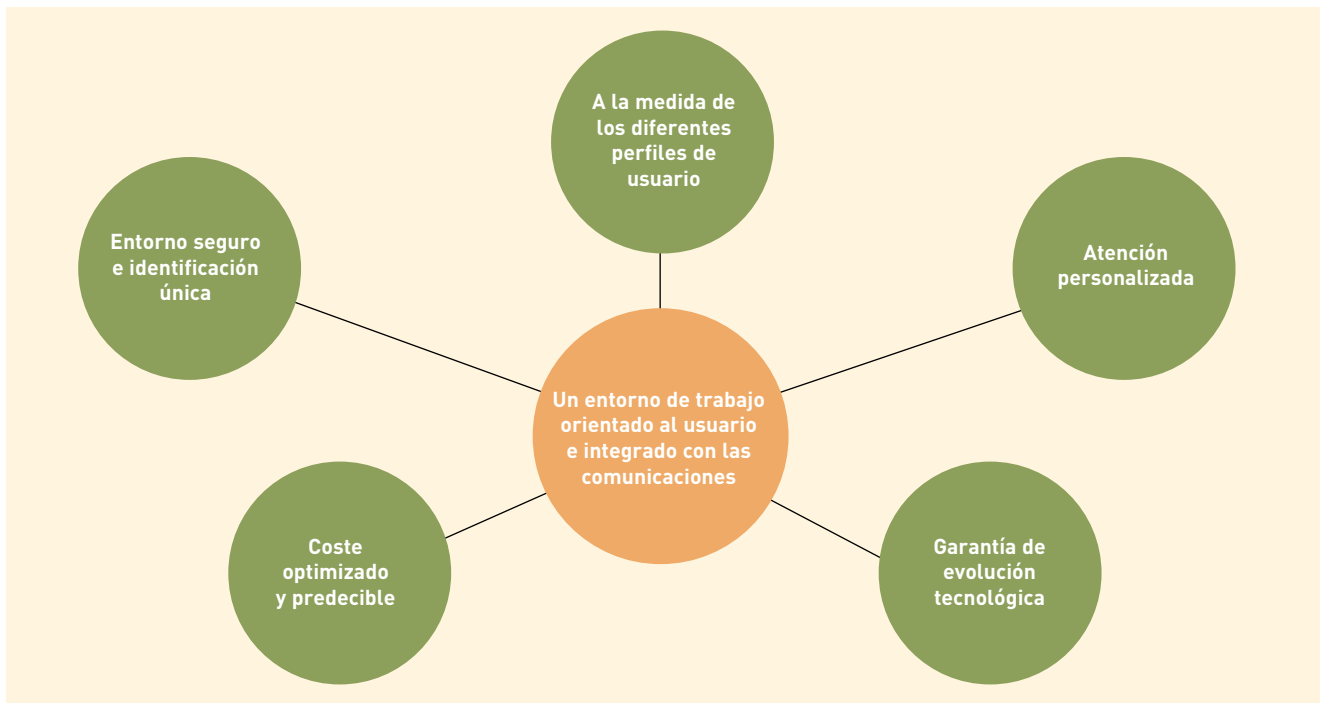 A la medida de
los diferentes
perfiles de
usuario
Entorno seguro
e identificación
única
Atención
personalizada
Un entorno de trabajo
orientado al usuario
e integrado con las
comunicaciones
Coste
optimizado
y predecible
Garantía de
evolución
tecnológica